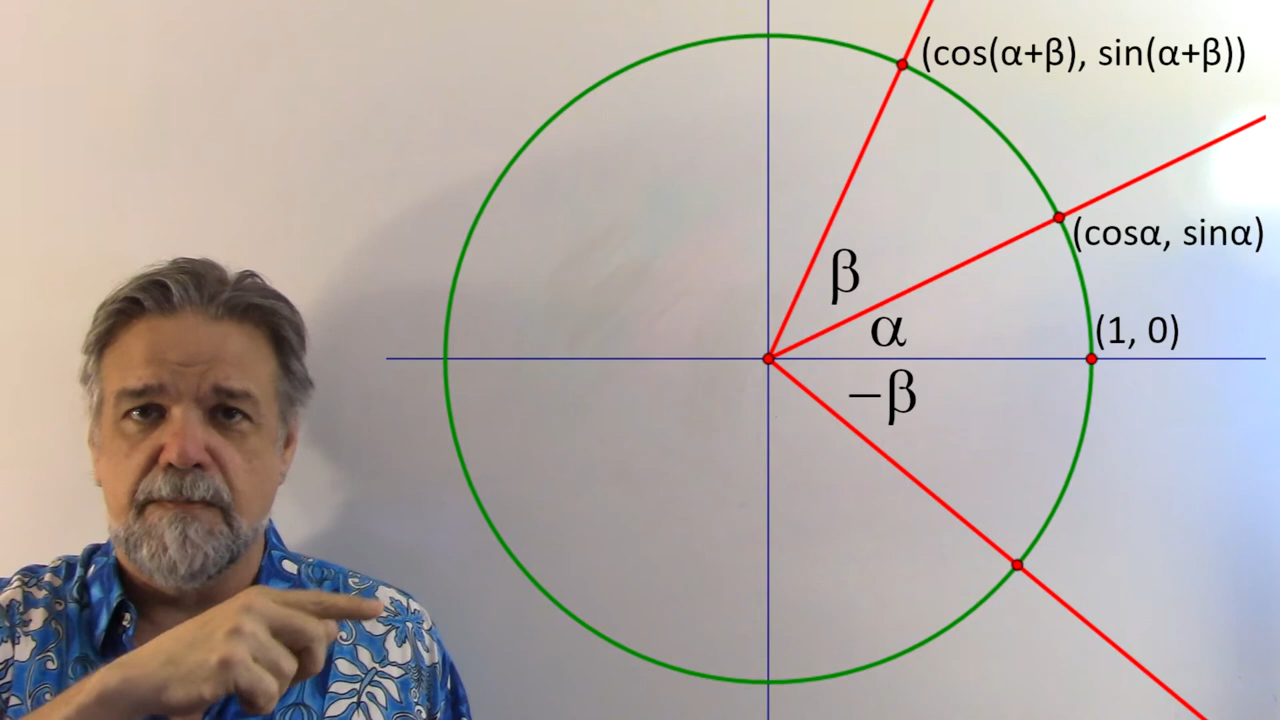 (cos(α+β), sin(α+β))
(cosα, sinα)
β
α
(1, 0)
−β